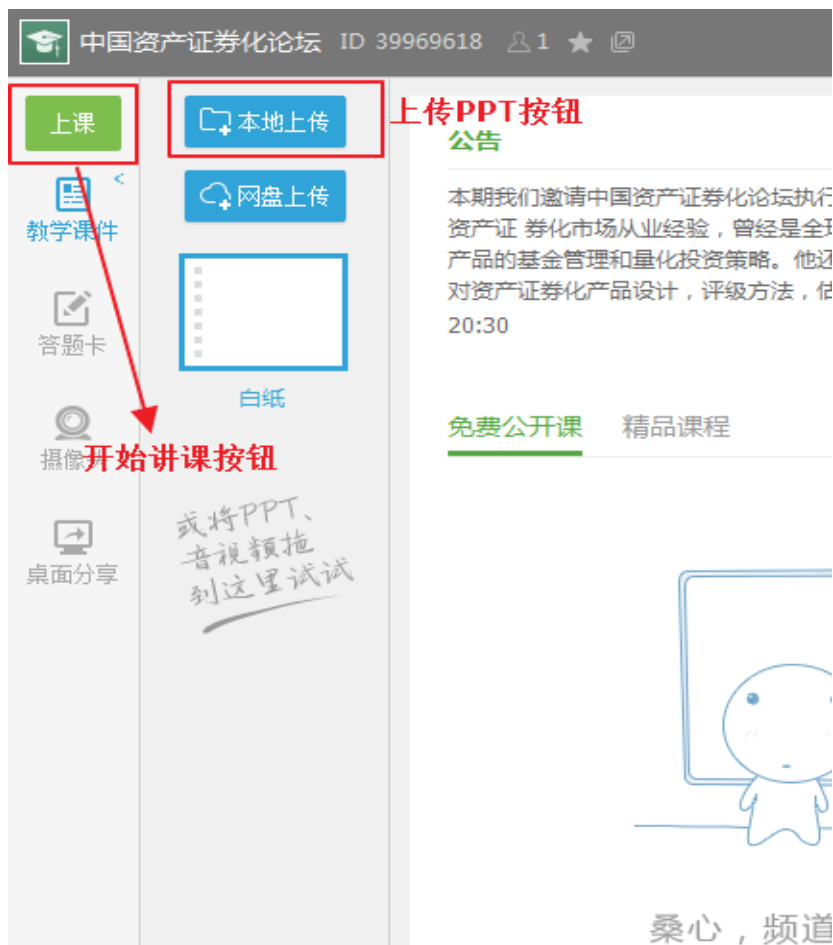 中国资产证券化论坛 ID 39969618 1
上课
本地上传
上传PPT按钮
网盘上传
教学课件
答题卡
摄像
桌面分享
白纸
开始讲课按钮
或将PPT、
音视频拖
到这里试试
公告
本期我们邀请中国资产证券化论坛执行
资产证 券化市场从业经验，曾经是全
产品的基金管理和量化投资策略。他还
对资产证券化产品设计，评级方法，估
20:30
免费公开课 精品课程
桑心，频道